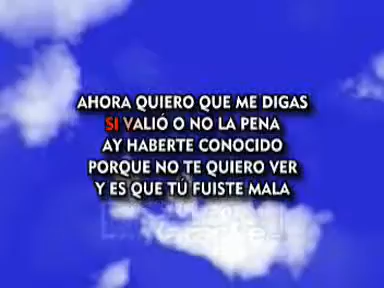 AHORA QUIERO QUE ME DIGAS
SI VALIÓ O NO LA PENA
AY HABERTE CONOCIDO
PORQUE NO TE QUIERO VER
Y ES QUE TÚ FUISTE MALA